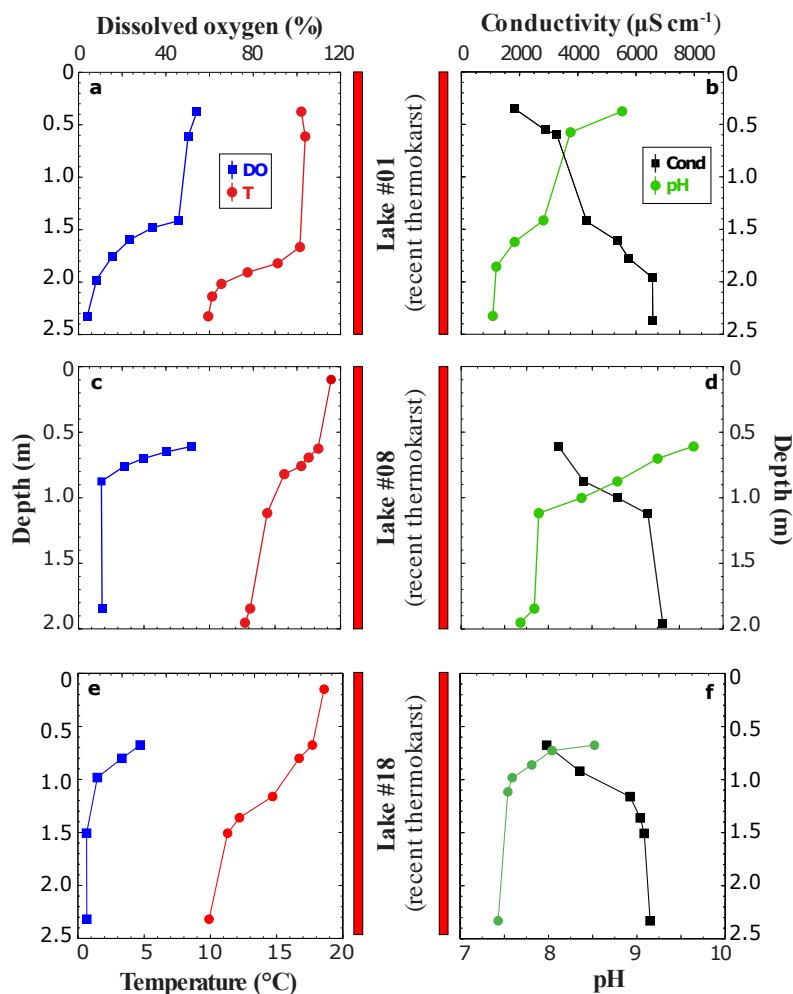 Dissolved oxygen (%)
Conductivity (µS cm⁻¹)
0 20 40 60 80 100 120
2000 4000 6000 8000
a
DO
T
0
0.5
1.0
1.5
2.0
2.5
Lake #01
(recent thermokarst)
b
Cond
pH
0
0.5
1.0
1.5
2.0
2.5
c
0
0.5
1.0
1.5
2.0
Depth (m)
Lake #08
(recent thermokarst)
d
0
0.5
1.0
1.5
2.0
Depth (m)
e
0
0.5
1.0
1.5
2.0
2.5
Lake #18
(recent thermokarst)
f
0
0.5
1.0
1.5
2.0
2.5
0 5 10 15 20
7 8 9 10
Temperature (°C)
pH